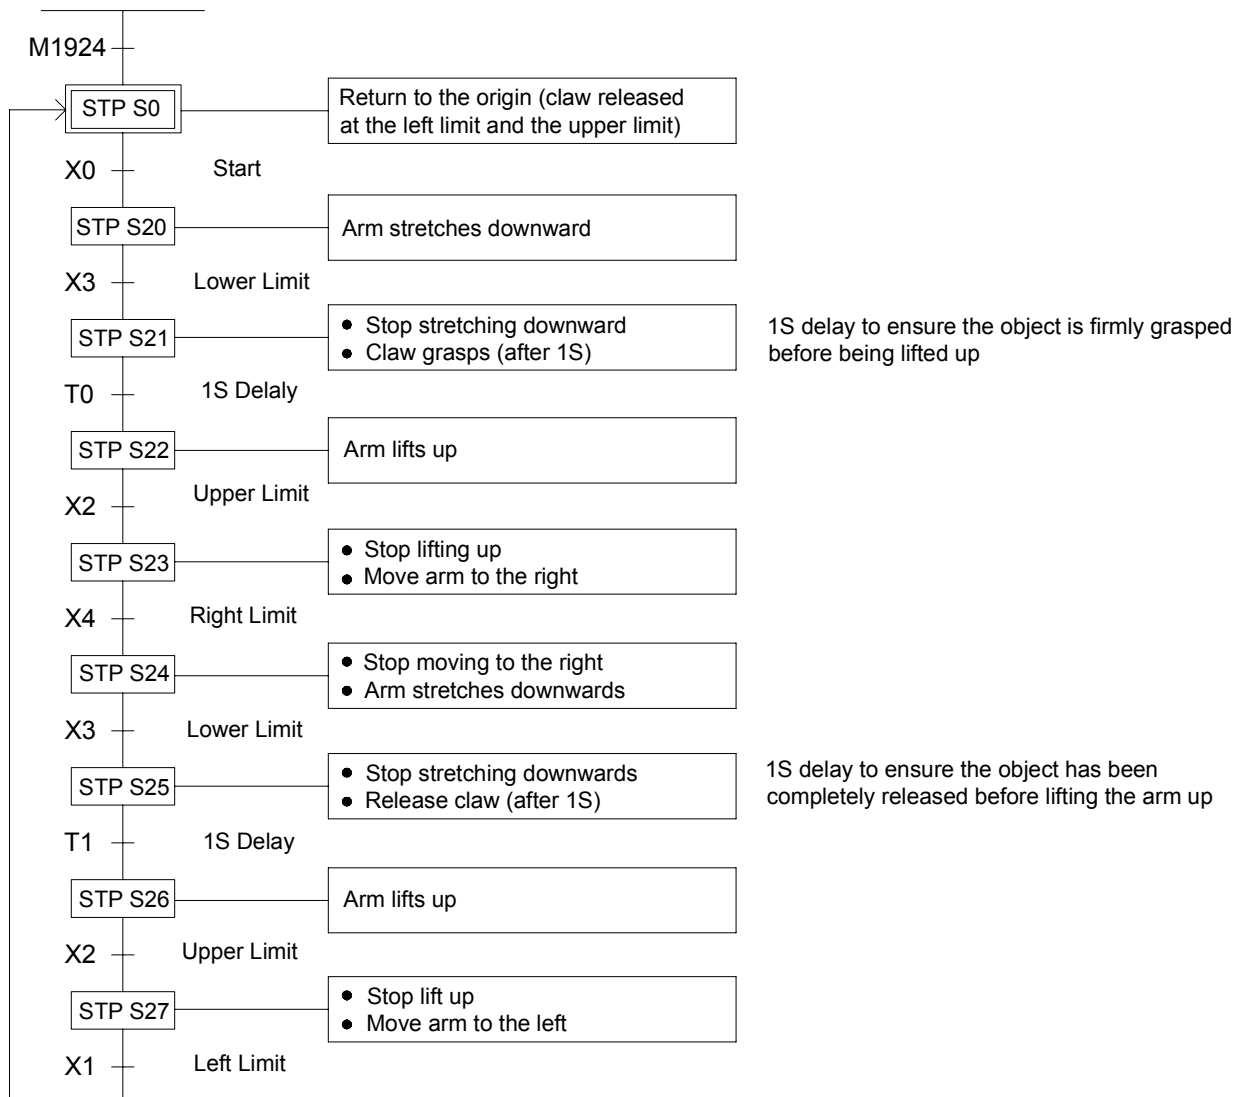 M1924
STP S0
Return to the origin (claw released
at the left limit and the upper limit)
X0
Start
STP S20
Arm stretches downward
X3
Lower Limit
STP S21
● Stop stretching downward
● Claw grasps (after 1S)
1S delay to ensure the object is firmly grasped
before being lifted up
T0
1S Delaly
STP S22
Arm lifts up
X2
Upper Limit
STP S23
● Stop lifting up
● Move arm to the right
X4
Right Limit
STP S24
● Stop moving to the right
● Arm stretches downwards
X3
Lower Limit
STP S25
● Stop stretching downwards
● Release claw (after 1S)
1S delay to ensure the object has been
completely released before lifting the arm up
T1
1S Delay
STP S26
Arm lifts up
X2
Upper Limit
STP S27
● Stop lift up
● Move arm to the left
X1
Left Limit